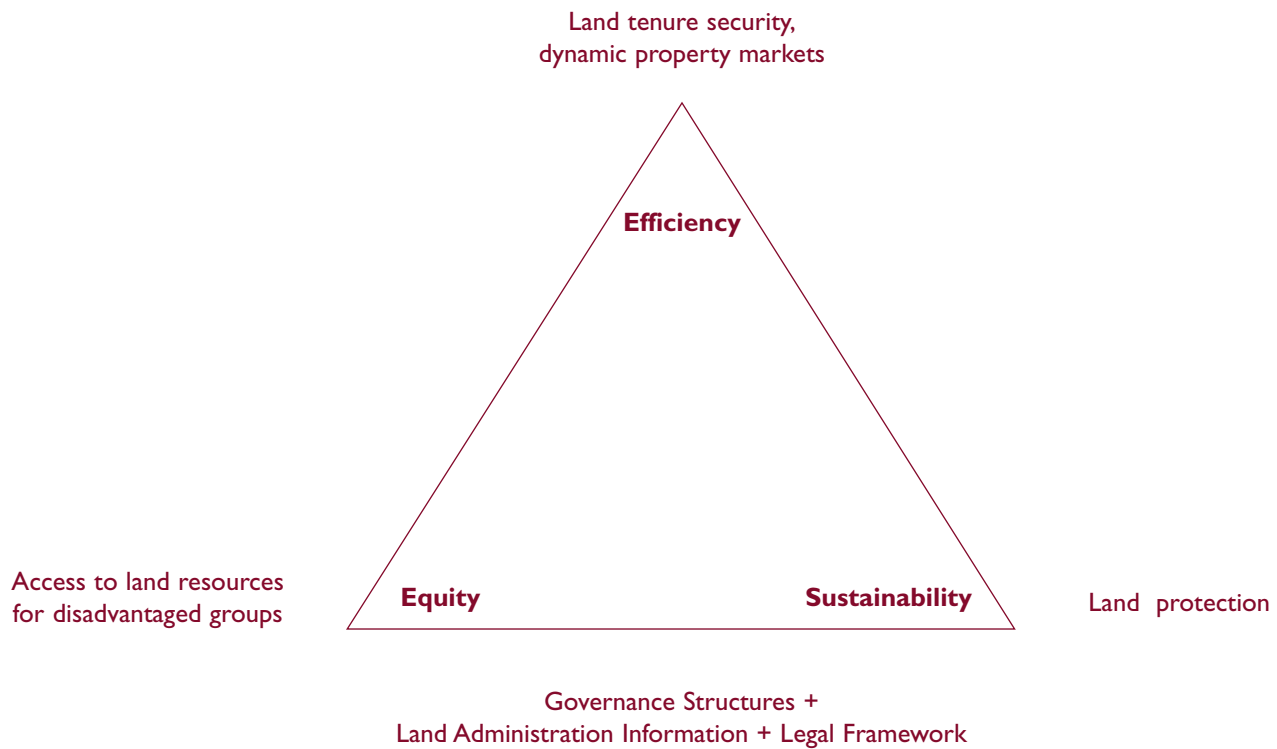 Land tenure security,
dynamic property markets
Efficiency
Access to land resources
for disadvantaged groups
Equity
Sustainability
Land protection
Governance Structures +
Land Administration Information + Legal Framework